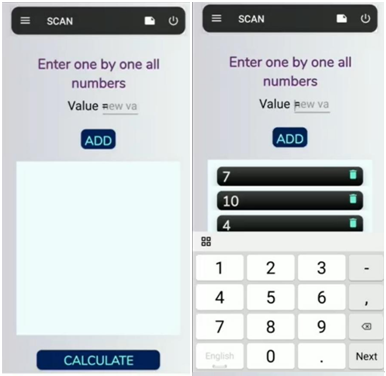 SCAN
Enter one by one all
numbers
Value = new va
ADD
CALCULATE
SCAN
Enter one by one all
numbers
Value = new va
ADD
7
10
4
1 2 3 -
4 5 6 ,
7 8 9
English 0 . Next